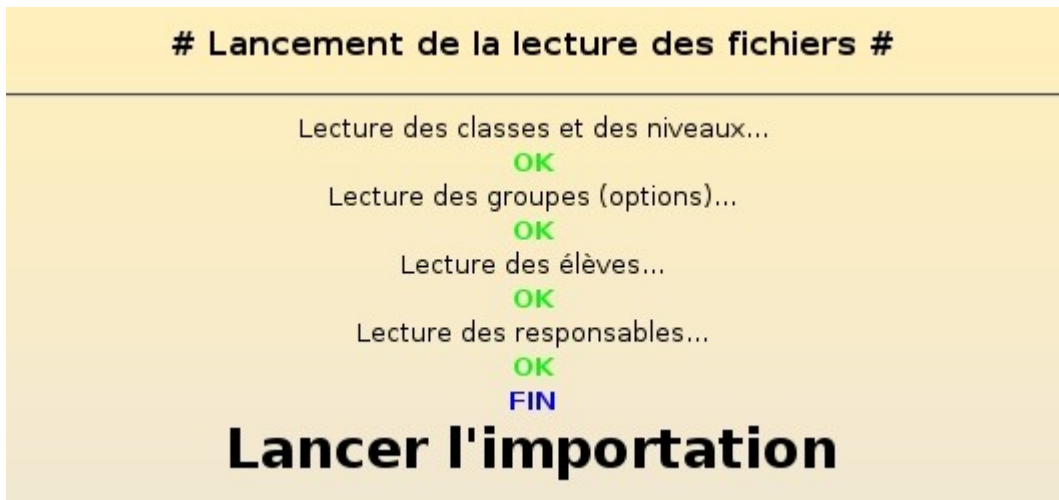 # Lancement de la lecture des fichiers #
Lecture des classes et des niveaux...
OK
Lecture des groupes (options)...
OK
Lecture des élèves...
OK
Lecture des responsables...
OK
FIN
Lancer l'importation